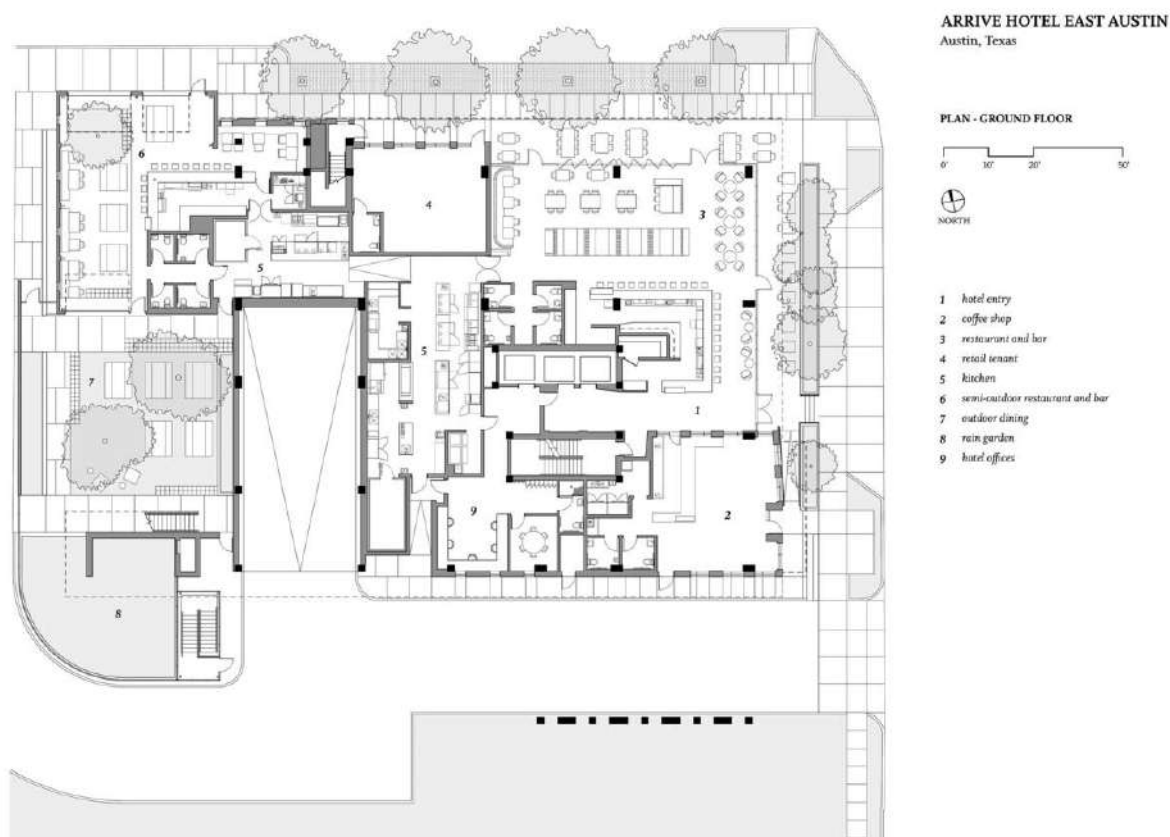 ARRIVE HOTEL EAST AUSTIN
Austin, Texas
PLAN - GROUND FLOOR
0' 10' 20' 50'
NORTH
1 hotel entry
2 coffee shop
3 restaurant and bar
4 retail tenant
5 kitchen
6 semi-outdoor restaurant and bar
7 outdoor dining
8 rain garden
9 hotel offices
6
4
3
5
5
7
1
9
2
8